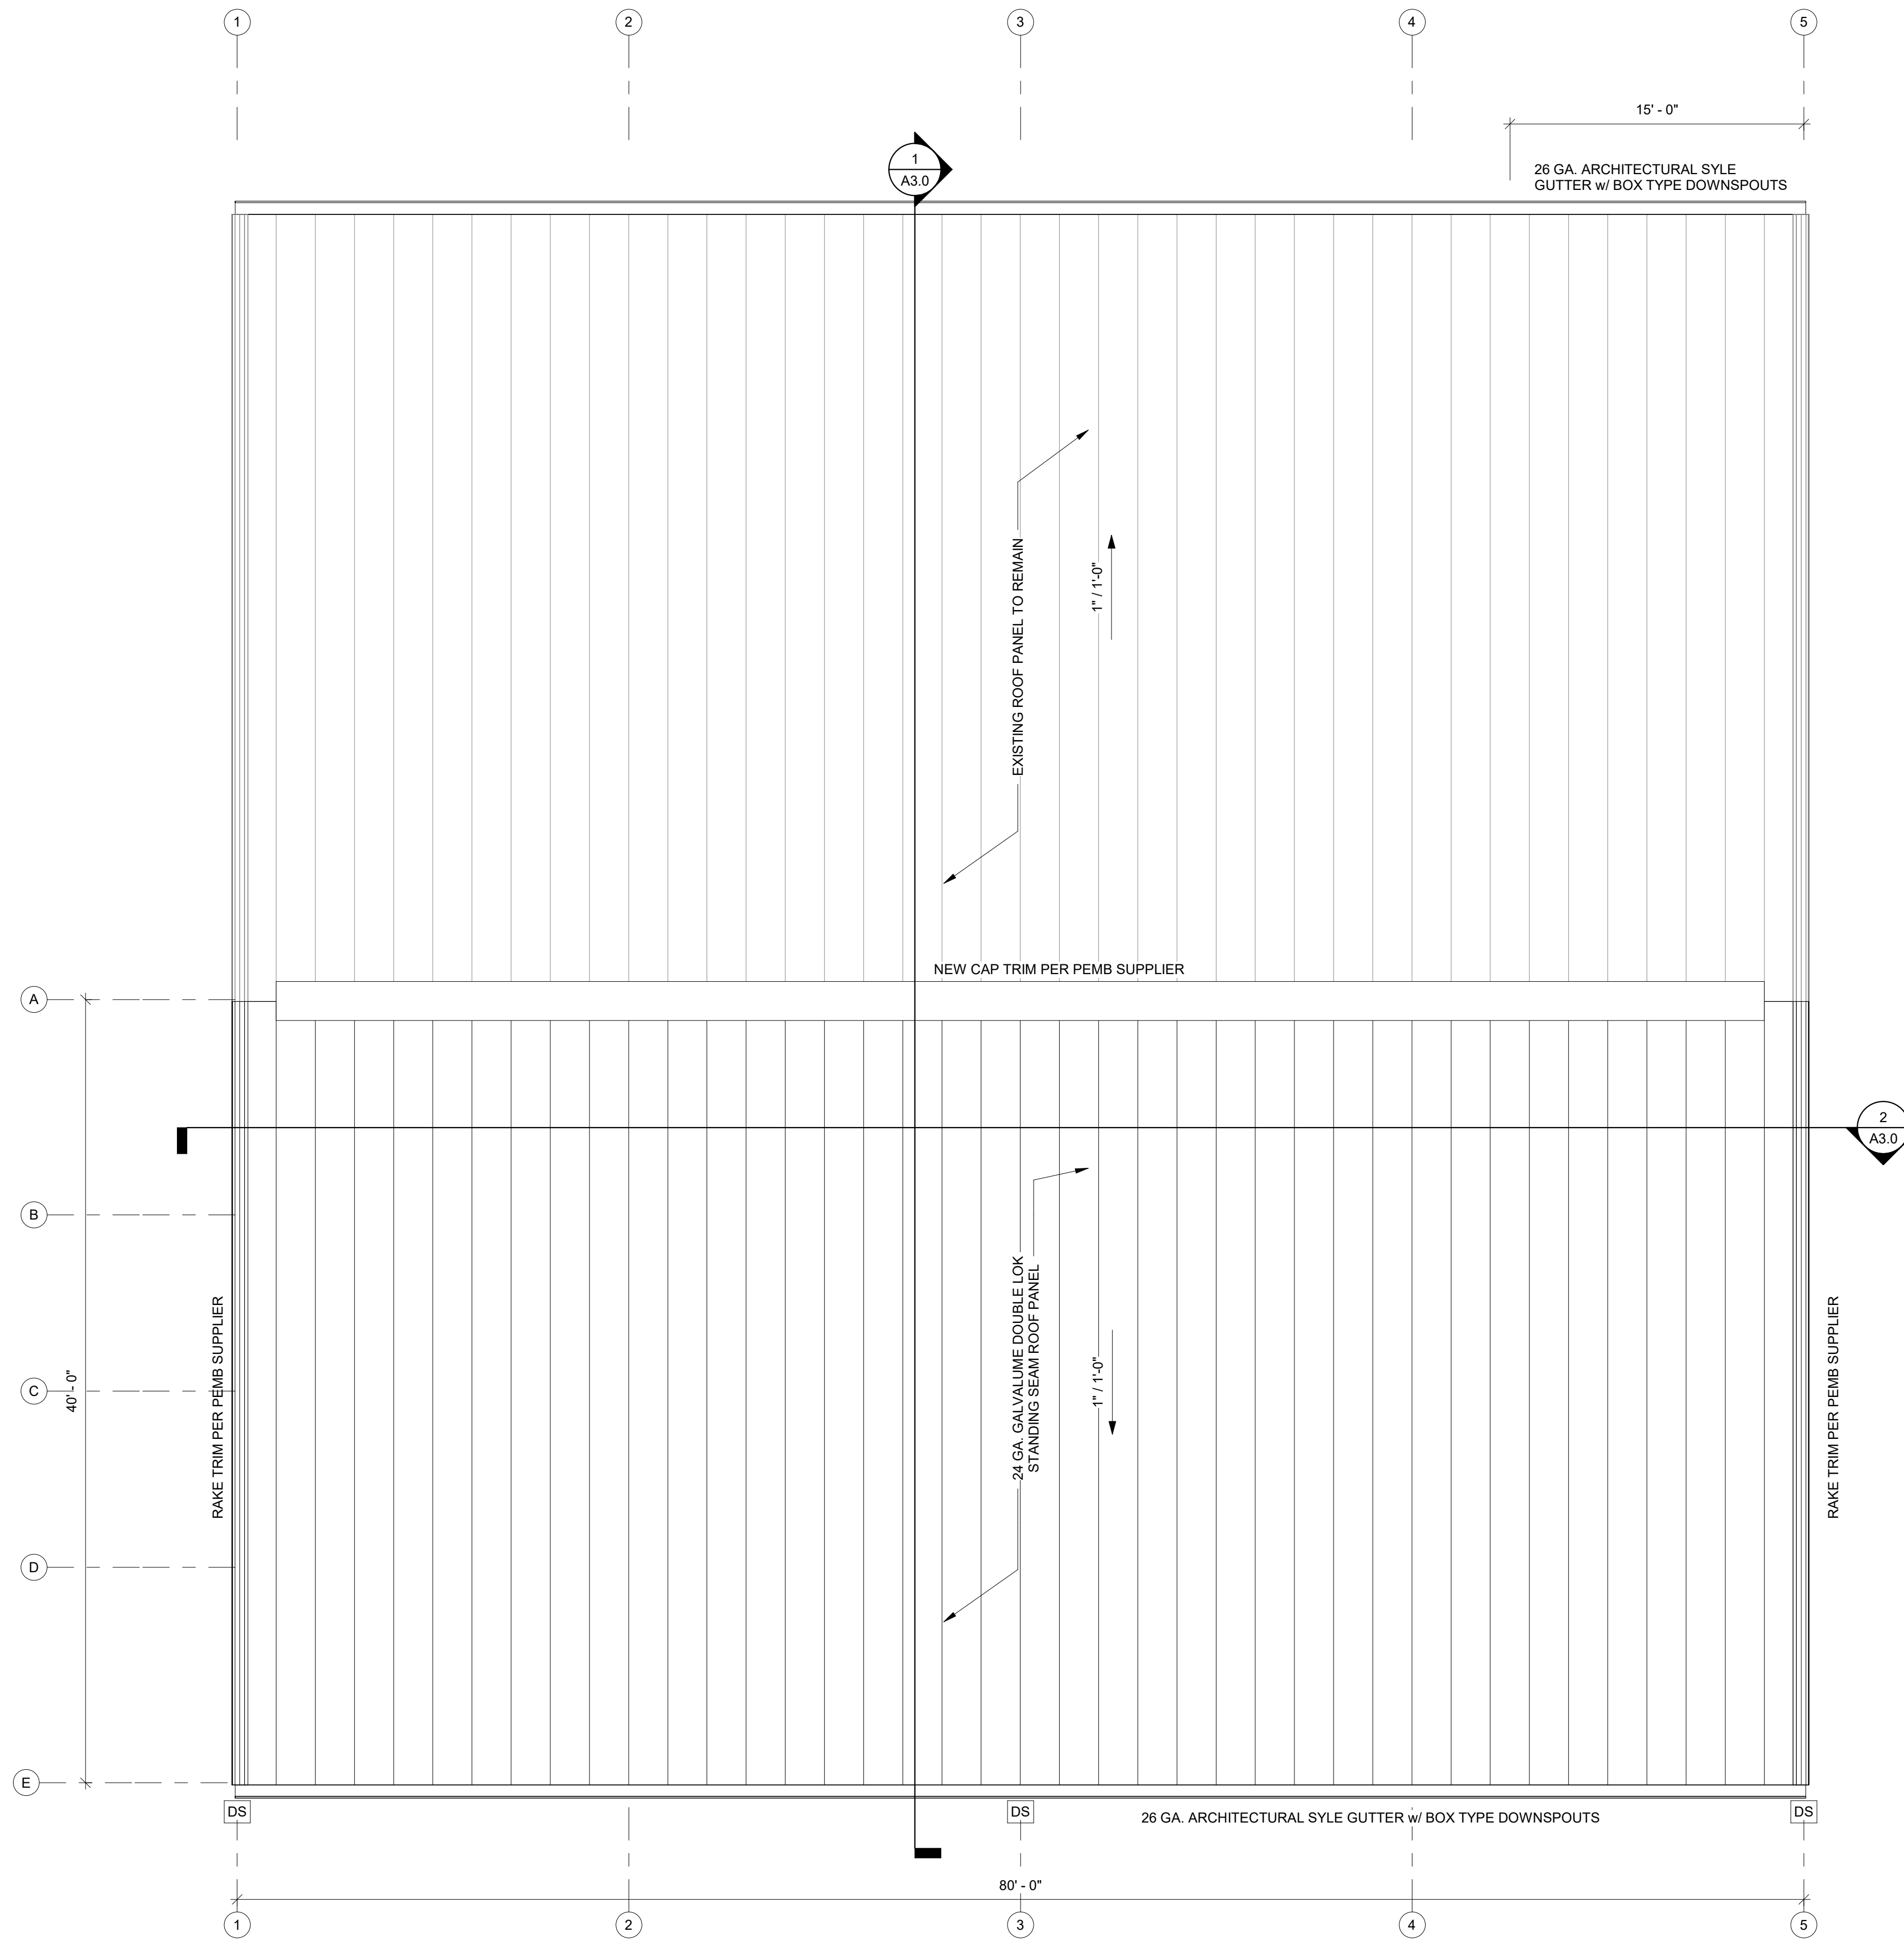 1
2
3
4
5
15' - 0"
1
A3.0
26 GA. ARCHITECTURAL SYLE
GUTTER w/ BOX TYPE DOWNSPOUTS
EXISTING ROOF PANEL TO REMAIN
1" / 1'-0"
NEW CAP TRIM PER PEMB SUPPLIER
A
2
A3.0
B
24 GA. GALVALUME DOUBLE LOK
STANDING SEAM ROOF PANEL
1" / 1'-0"
RAKE TRIM PER PEMB SUPPLIER
RAKE TRIM PER PEMB SUPPLIER
C
40' - 0"
D
E
DS
DS
DS
26 GA. ARCHITECTURAL SYLE GUTTER w/ BOX TYPE DOWNSPOUTS
80' - 0"
1
2
3
4
5